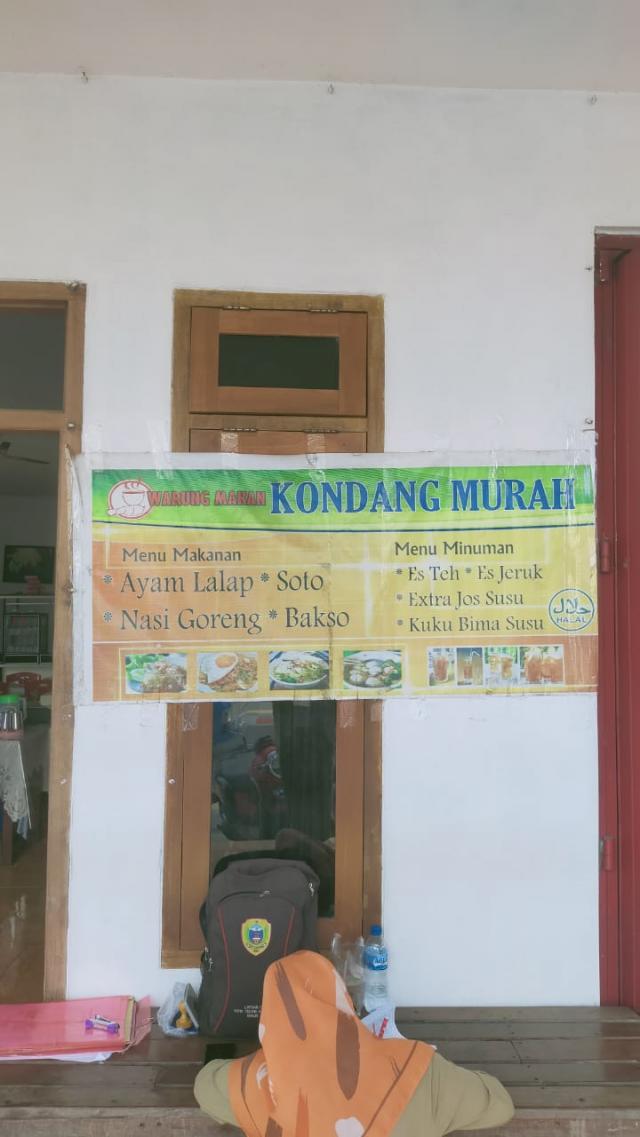 WARUNG MAKAN KONDANG MURAH
Menu Makanan
* Ayam Lalap * Soto
* Nasi Goreng * Bakso
Menu Minuman
* Es Teh * Es Jeruk
* Extra Jos Susu
* Kuku Bima Susu
حلال
HALAL